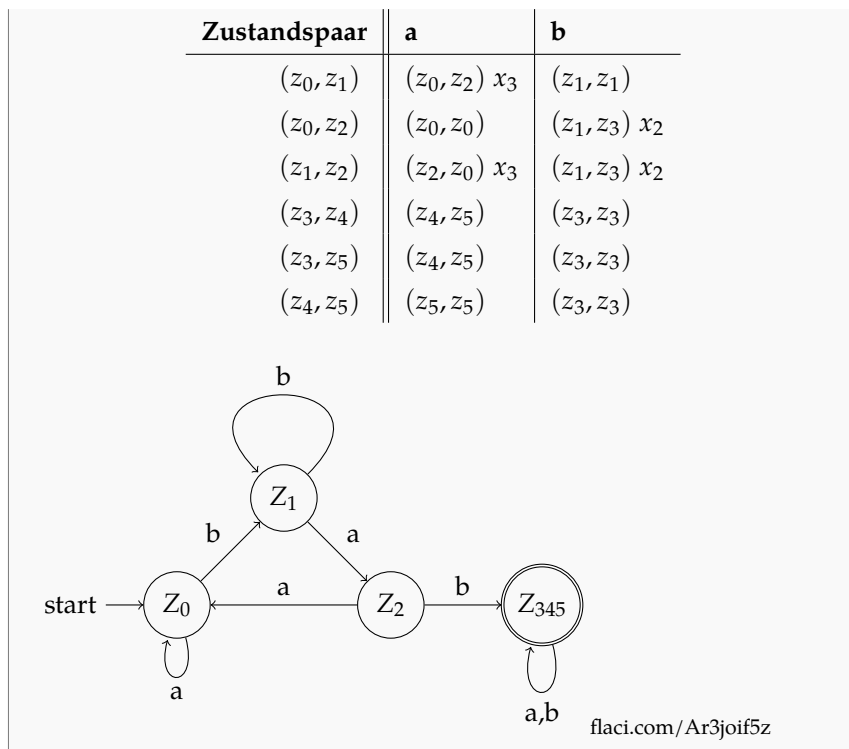 Zustandspaar a b
(z₀, z₁) (z₀, z₂) x₃ (z₁, z₁)
(z₀, z₂) (z₀, z₀) (z₁, z₃) x₂
(z₁, z₂) (z₂, z₀) x₃ (z₁, z₃) x₂
(z₃, z₄) (z₄, z₅) (z₃, z₃)
(z₃, z₅) (z₄, z₅) (z₃, z₃)
(z₄, z₅) (z₅, z₅) (z₃, z₃)
b
Z₁
b a
start Z₀ a Z₂ b Z₃₄₅
a a,b
flaci.com/Ar3joif5z